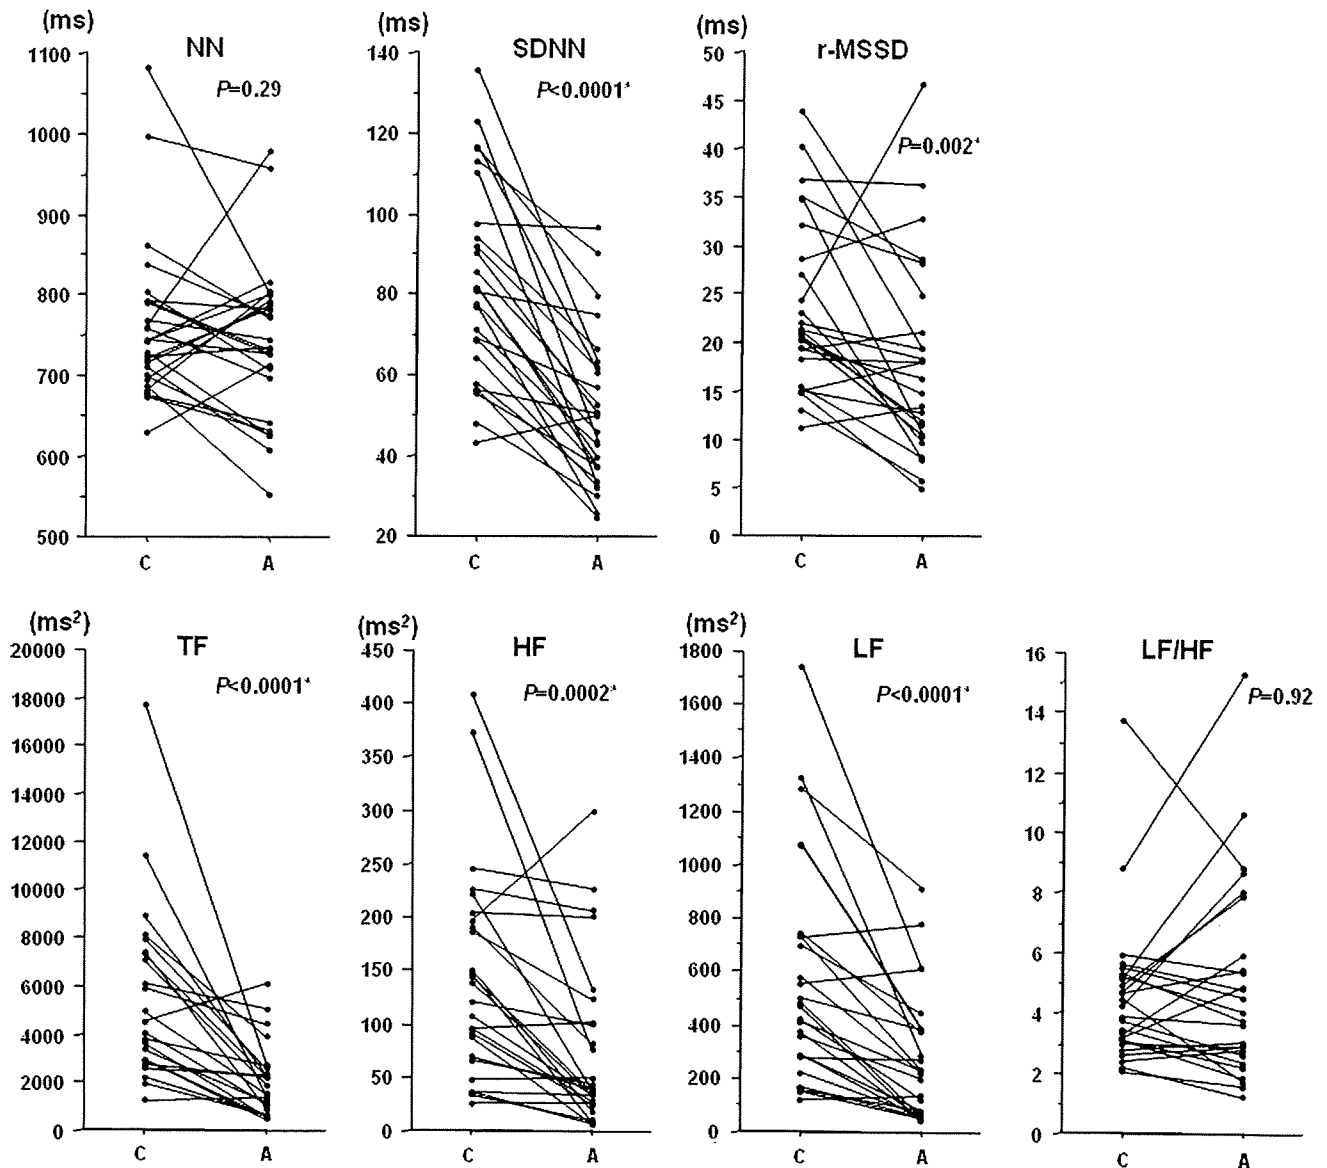 (ms)
NN
P=0.29
1100
1000
900
800
700
600
500
C A
(ms)
SDNN
P<0.0001*
140
120
100
80
60
40
20
C A
(ms)
r-MSSD
P=0.002*
50
45
40
35
30
25
20
15
10
5
0
C A
(ms²)
TF
P<0.0001*
20000
18000
16000
14000
12000
10000
8000
6000
4000
2000
0
C A
(ms²)
HF
P=0.0002*
450
400
350
300
250
200
150
100
50
0
C A
(ms²)
LF
P<0.0001*
1800
1600
1400
1200
1000
800
600
400
200
0
C A
LF/HF
P=0.92
16
14
12
10
8
6
4
2
0
C A